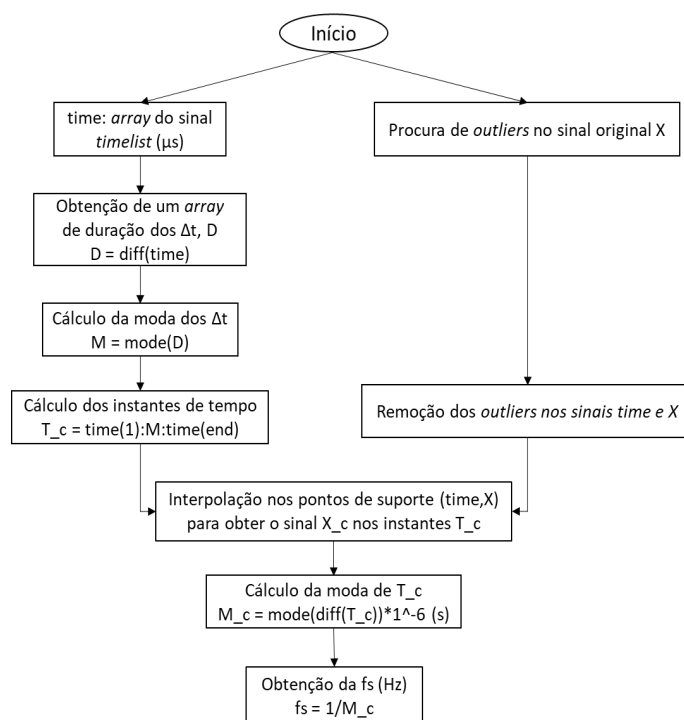 Início
time: array do sinal
timelist (µs)
Procura de outliers no sinal original X
Obtenção de um array
de duração dos Δt, D
D = diff(time)
Cálculo da moda dos Δt
M = mode(D)
Cálculo dos instantes de tempo
T_c = time(1):M:time(end)
Remoção dos outliers nos sinais time e X
Interpolação nos pontos de suporte (time,X)
para obter o sinal X_c nos instantes T_c
Cálculo da moda de T_c
M_c = mode(diff(T_c))*1^-6 (s)
Obtenção da fs (Hz)
fs = 1/M_c